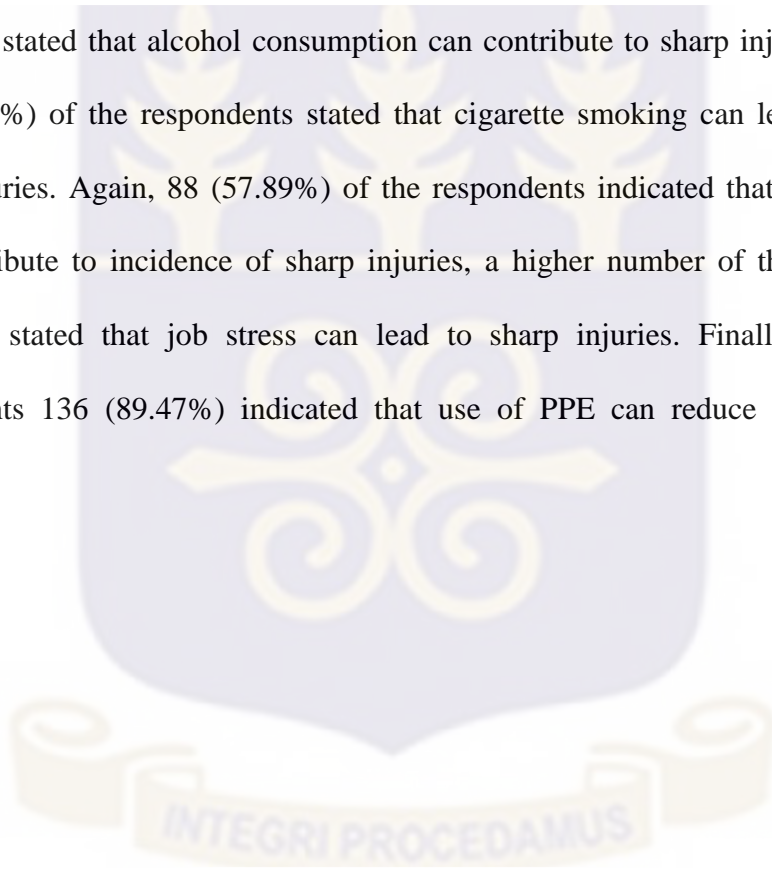 stated that alcohol consumption can contribute to sharp inj
%) of the respondents stated that cigarette smoking can le
uries. Again, 88 (57.89%) of the respondents indicated that
ibute to incidence of sharp injuries, a higher number of th
stated that job stress can lead to sharp injuries. Finall
nts 136 (89.47%) indicated that use of PPE can reduce
INTEGRI PROCEDAMUS